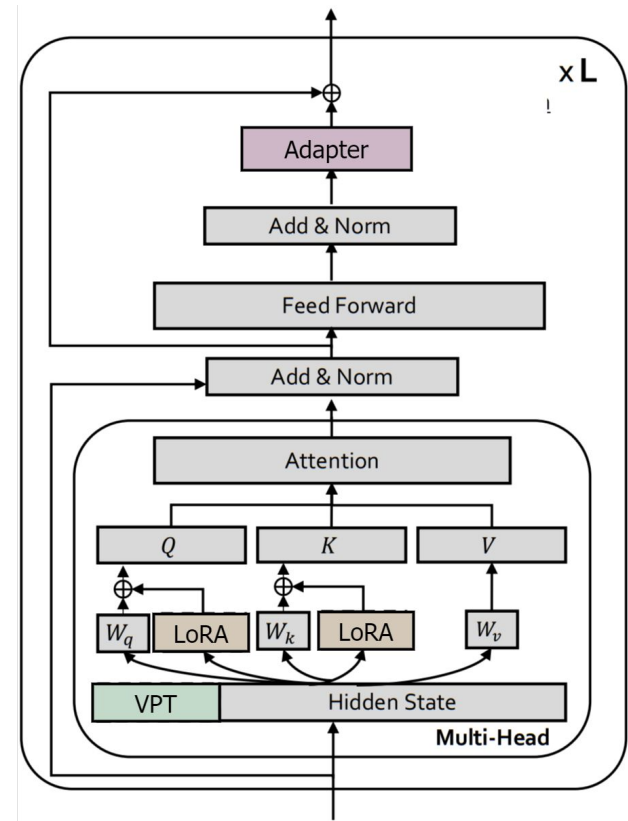 x L
Adapter
Add & Norm
Feed Forward
Add & Norm
Attention
Q K V
W_q LoRA W_k LoRA W_v
VPT Hidden State
Multi-Head